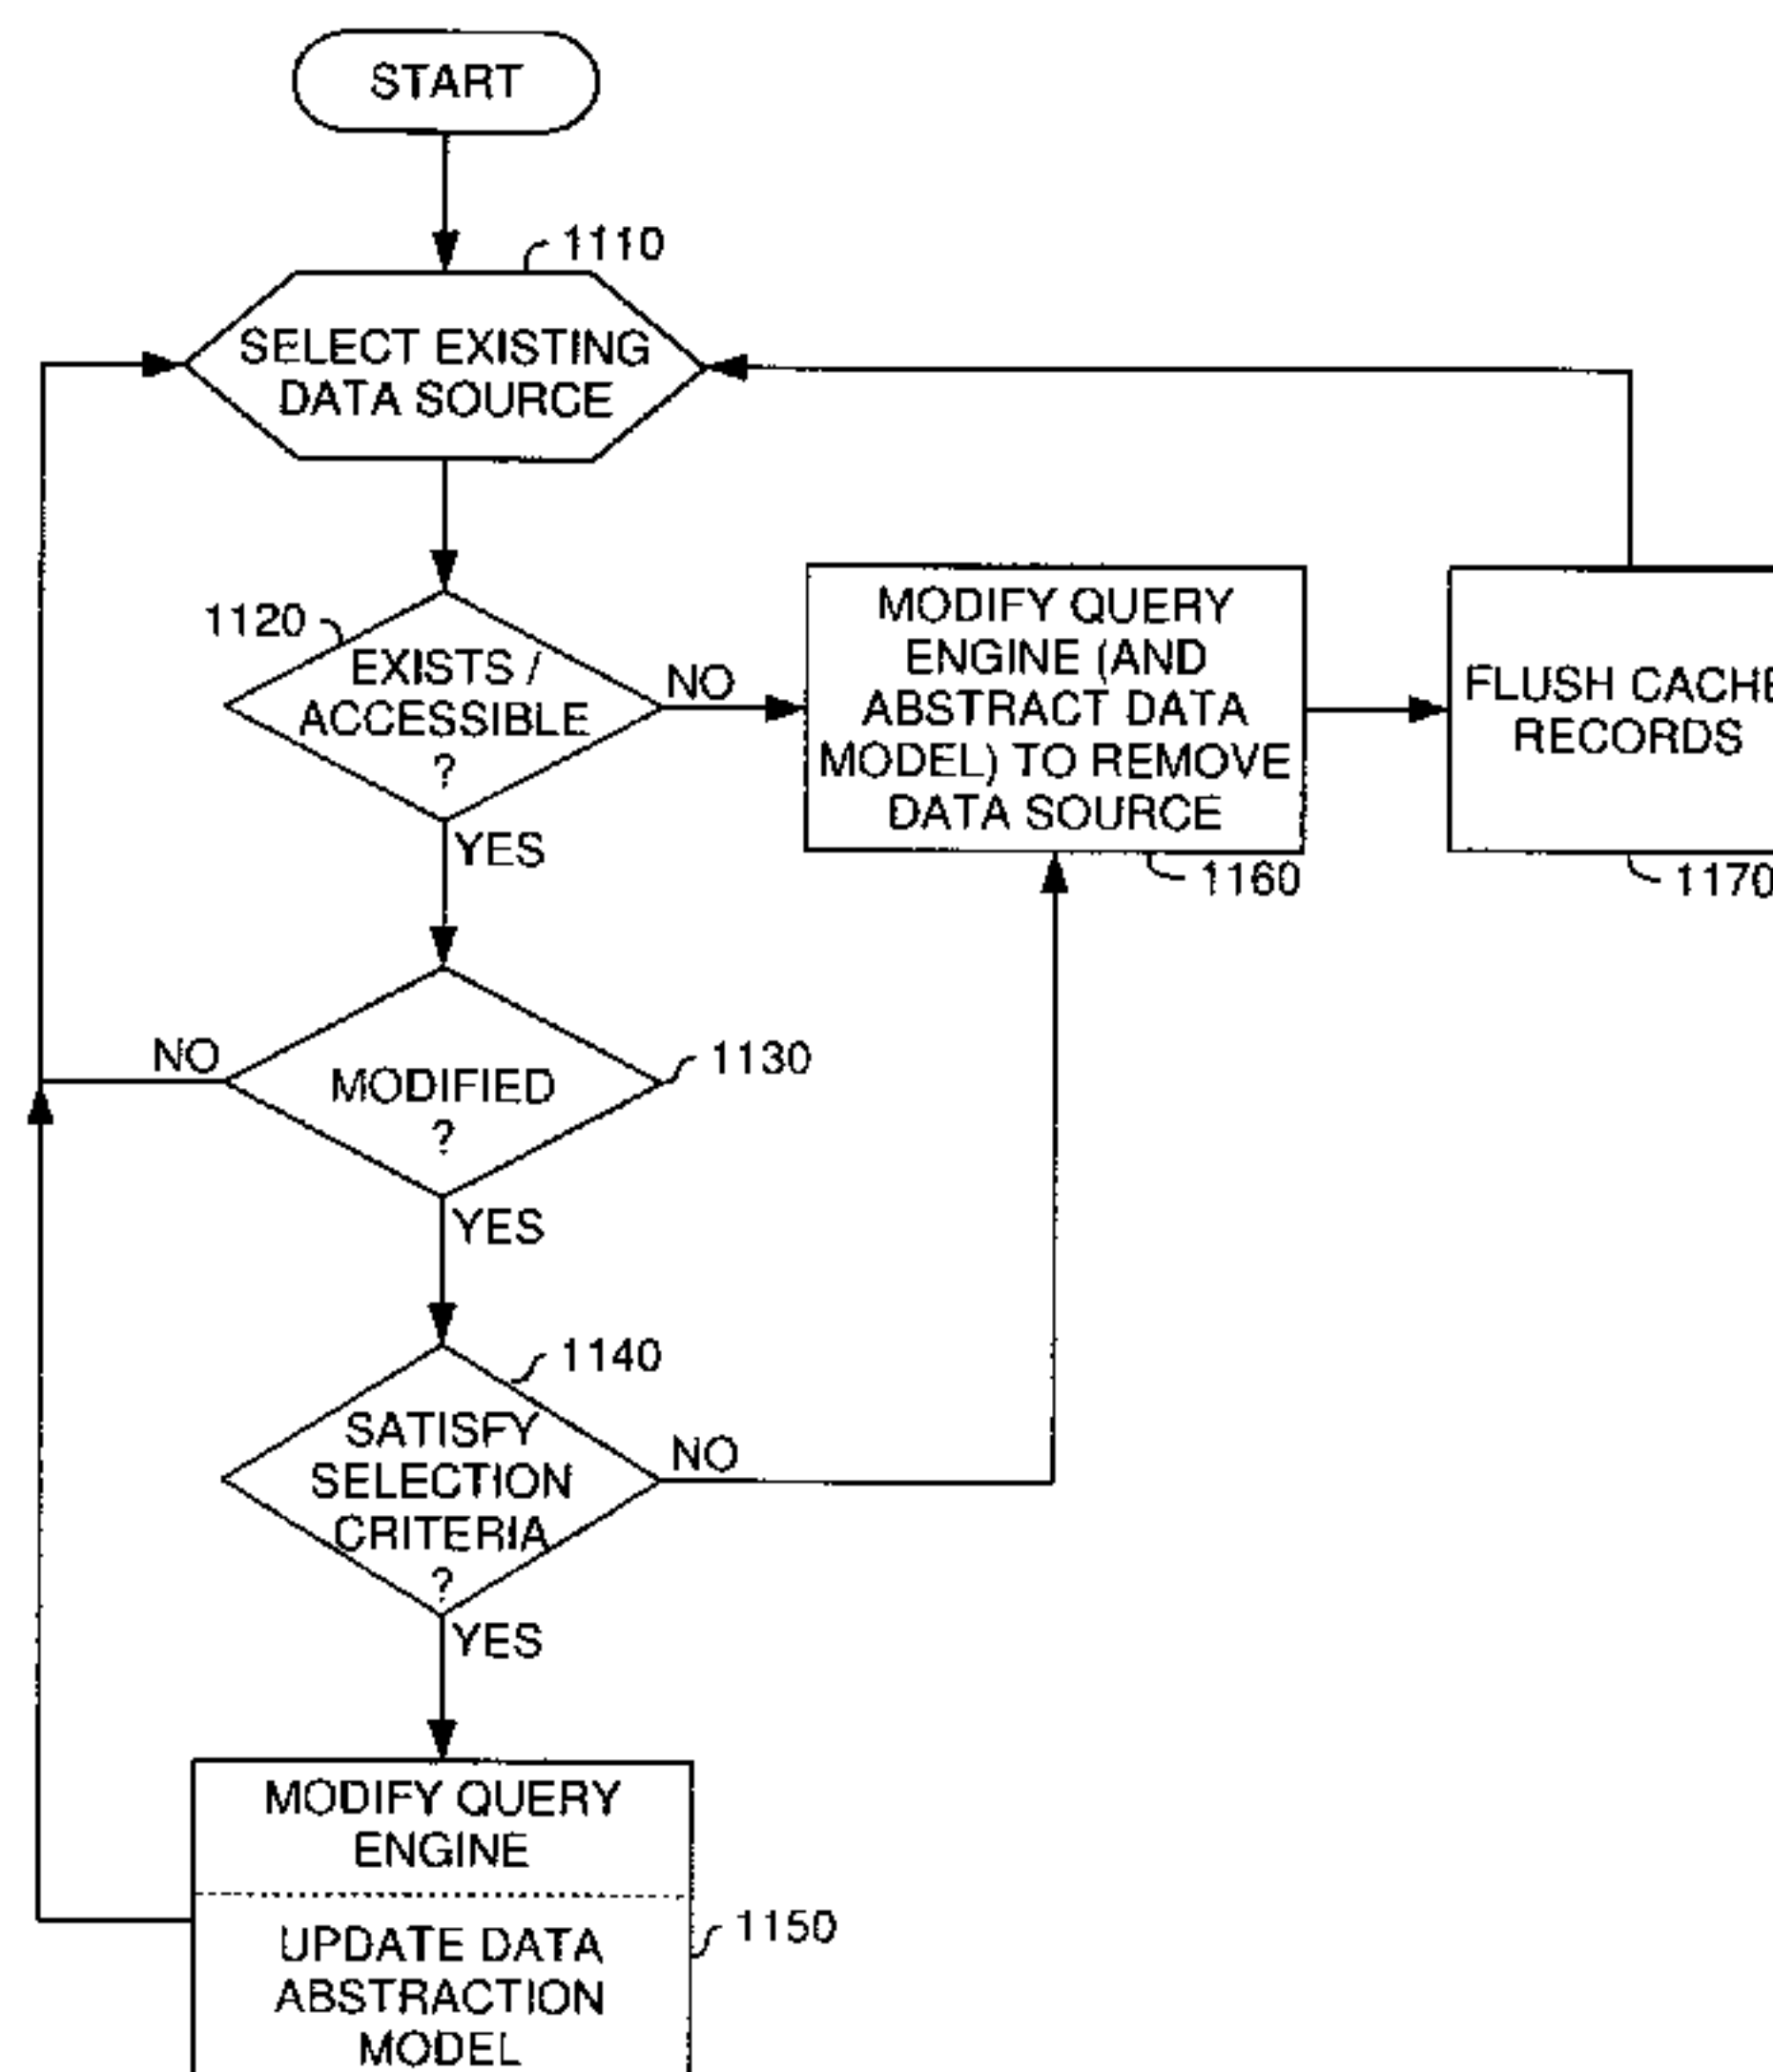 START
1110
SELECT EXISTING
DATA SOURCE
1120
EXISTS /
ACCESSIBLE
?
NO
YES
MODIFY QUERY
ENGINE (AND
ABSTRACT DATA
MODEL) TO REMOVE
DATA SOURCE
1160
FLUSH CACHE
RECORDS
1170
NO
MODIFIED
?
1130
YES
1140
SATISFY
SELECTION
CRITERIA
?
NO
YES
MODIFY QUERY
ENGINE
UPDATE DATA
ABSTRACTION
MODEL
1150